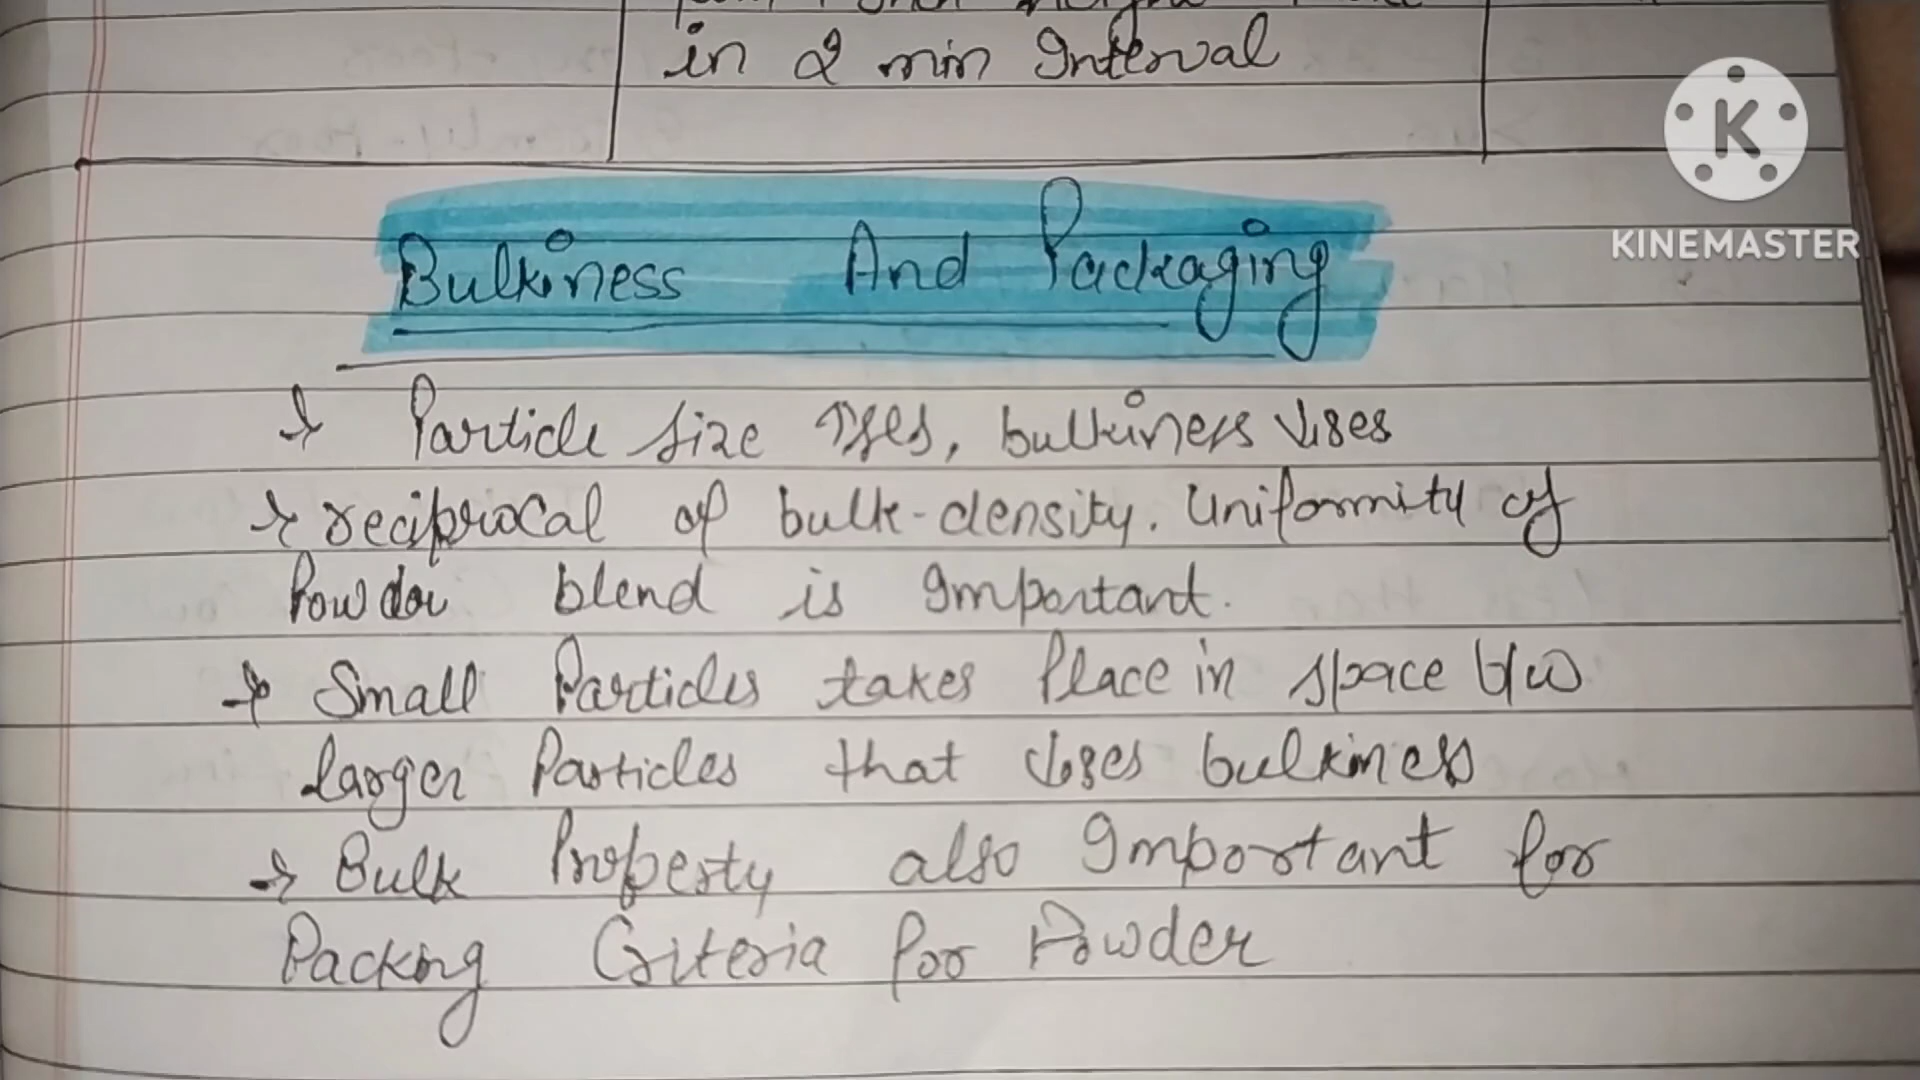 in 2 min Interval
K
KINEMASTER
Bulkiness And Packaging
→ Particle size ↑ses, bulkiness ↓ses
→ reciprocal of bulk-density. Uniformity of
Powder blend is Important.
→ Small Particles takes Place in space b/w
larger Particles that ↓ses bulkiness
→ Bulk Property also Important for
Packing Criteria for Powder